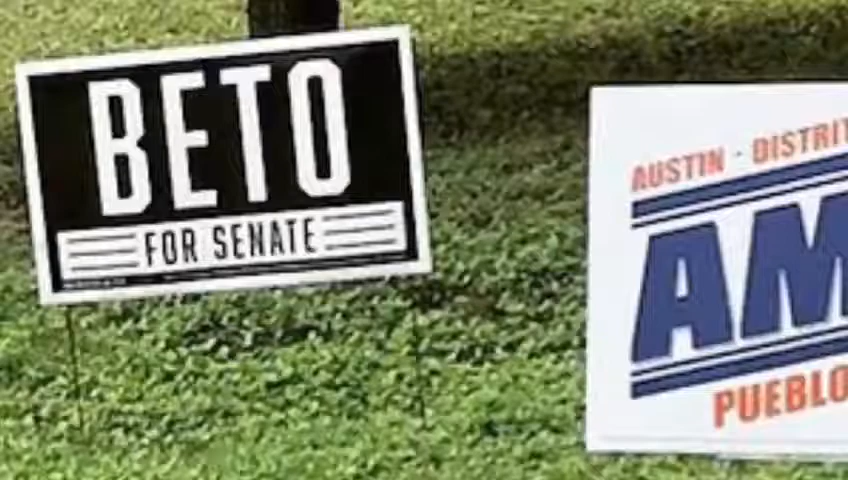 BETO
FOR SENATE
AUSTIN - DISTRIT
AM
PUEBLO